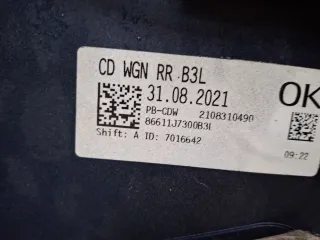 CD WGN RR B3L
31.08.2021
OK
PB-CDW 2108310490
86611J7300B3L
Shift: A ID: 7016642
09:22